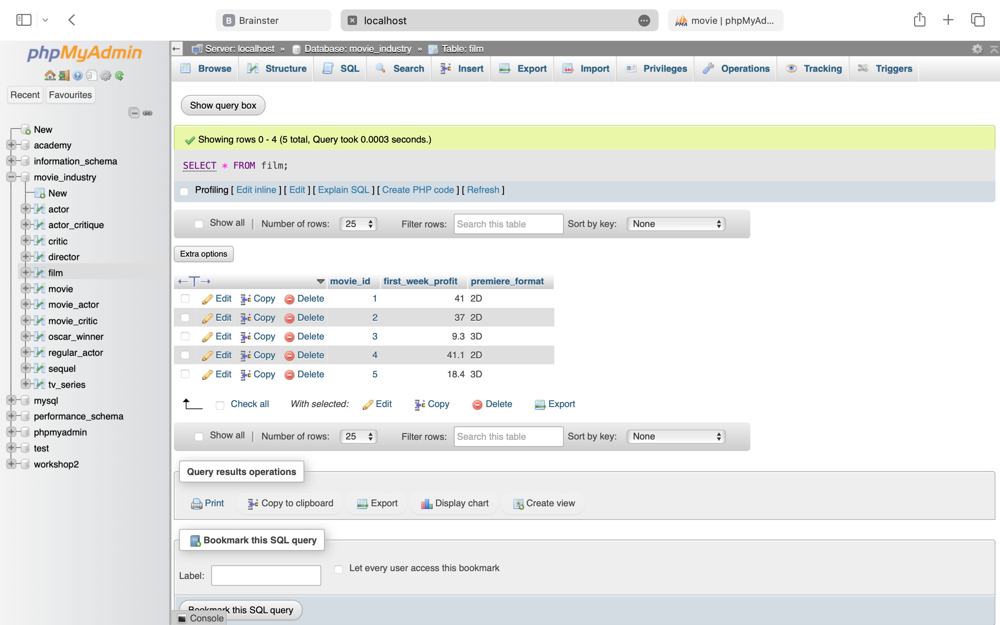 B Brainster
localhost
PMA movie | phpMyAd...
phpMyAdmin
Recent Favourites
New
academy
information_schema
movie_industry
New
actor
actor_critique
critic
director
film
movie
movie_actor
movie_critic
oscar_winner
regular_actor
sequel
tv_series
mysql
performance_schema
phpmyadmin
test
workshop2
Server: localhost » Database: movie_industry » Table: film
Browse Structure SQL Search Insert Export Import Privileges Operations Tracking Triggers
Show query box
Showing rows 0 - 4 (5 total, Query took 0.0003 seconds.)
SELECT * FROM film;
Profiling [ Edit inline ] [ Edit ] [ Explain SQL ] [ Create PHP code ] [ Refresh ]
Show all | Number of rows: 25 Filter rows: Search this table Sort by key: None
Extra options
←T→ movie_id first_week_profit premiere_format
Edit Copy Delete 1 41 2D
Edit Copy Delete 2 37 2D
Edit Copy Delete 3 9.3 3D
Edit Copy Delete 4 41.1 2D
Edit Copy Delete 5 18.4 3D
Check all With selected: Edit Copy Delete Export
Show all | Number of rows: 25 Filter rows: Search this table Sort by key: None
Query results operations
Print Copy to clipboard Export Display chart Create view
Bookmark this SQL query
Label: Let every user access this bookmark
Bookmark this SQL query
Console